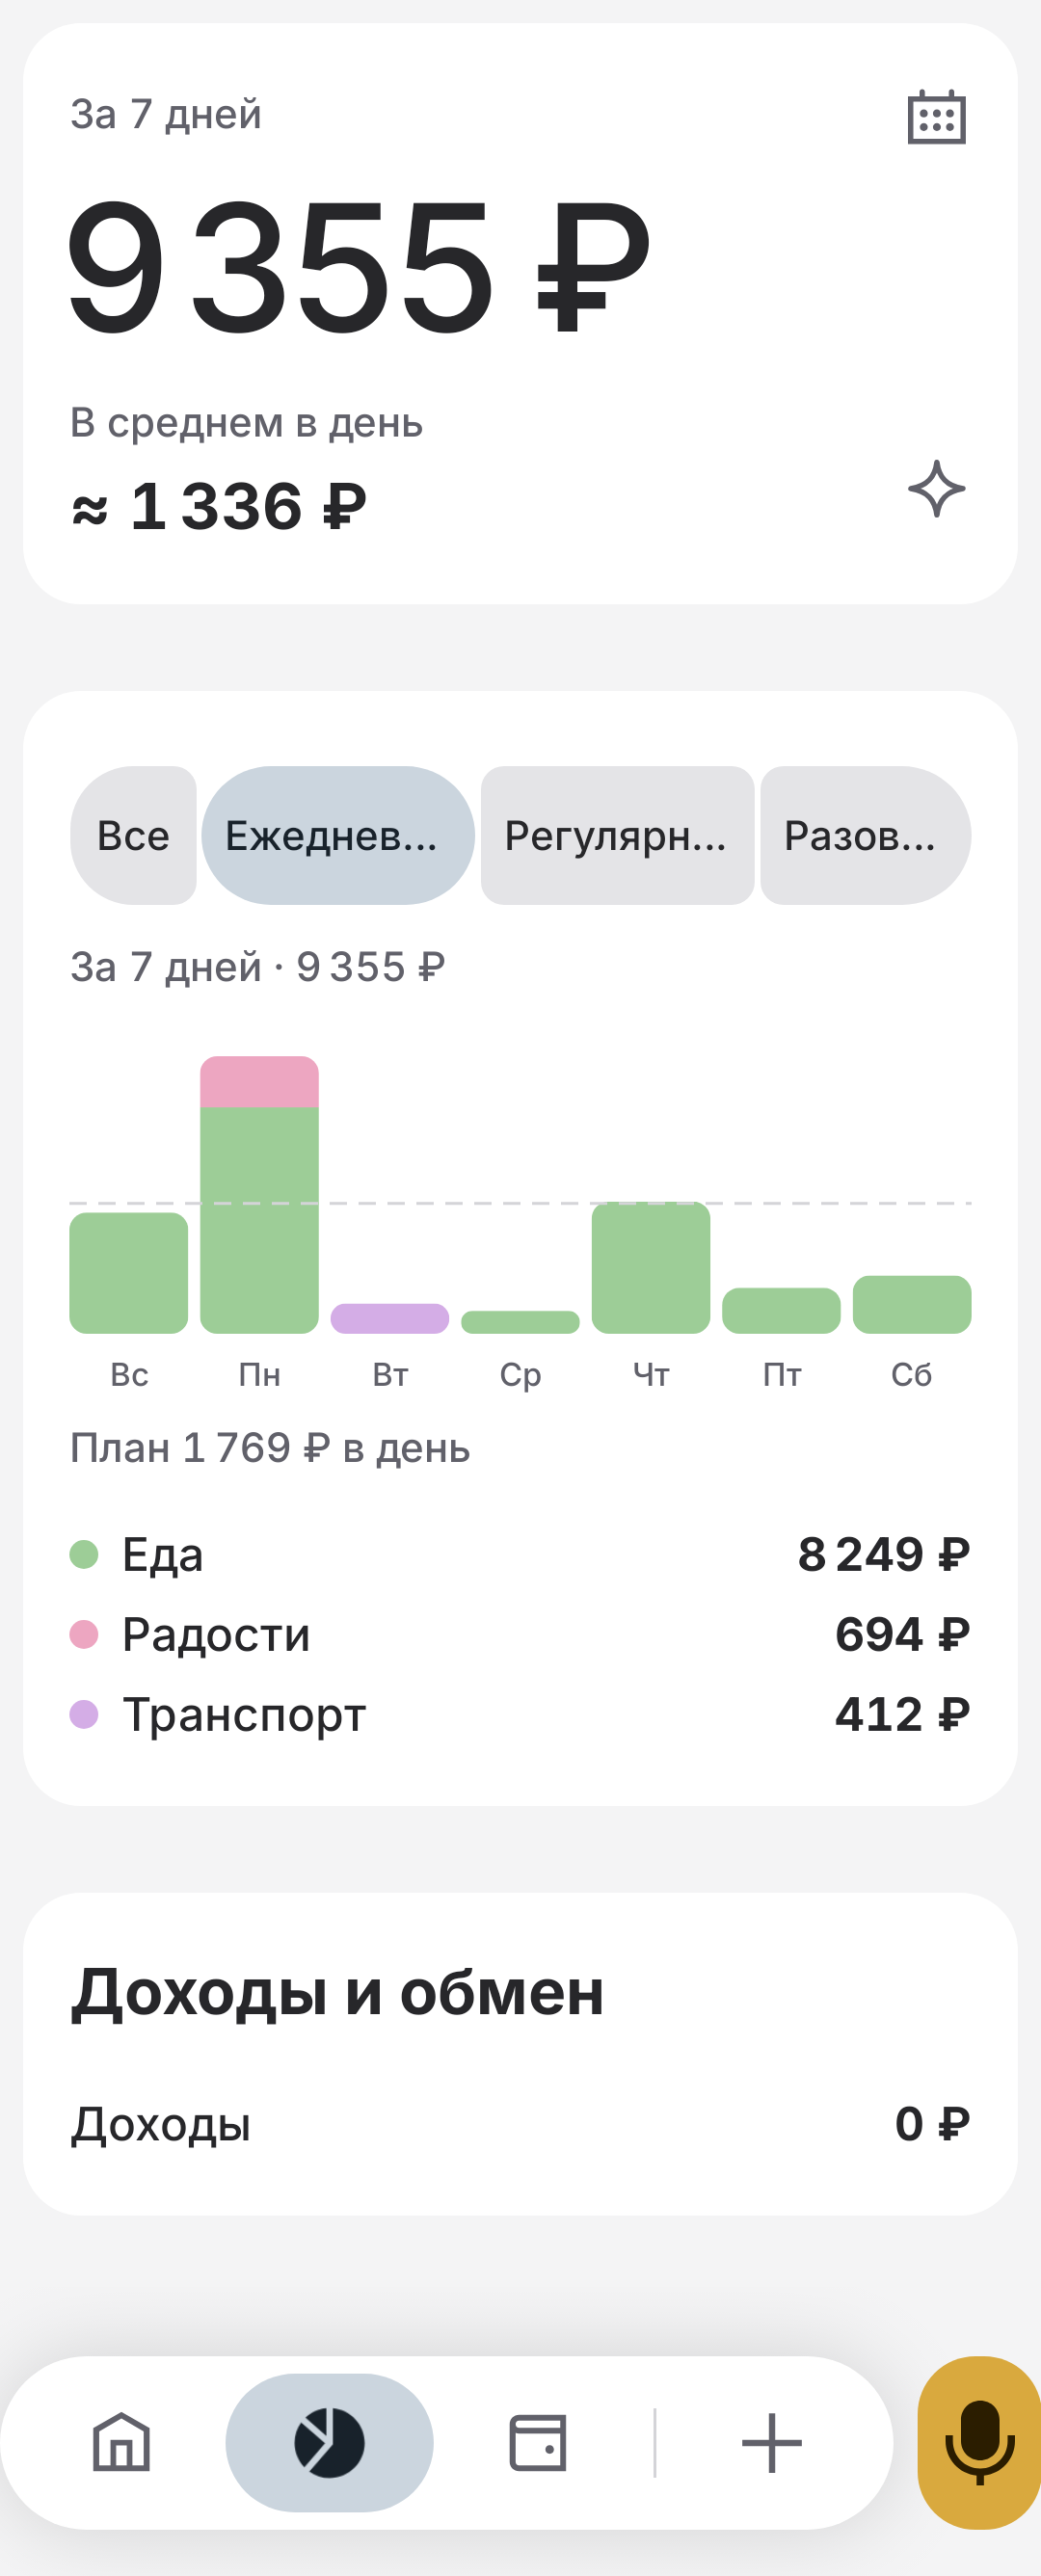 За 7 дней
9 355 ₽
В среднем в день
≈ 1 336 ₽
Все Ежеднев... Регулярн... Разов...
За 7 дней · 9 355 ₽
Вс Пн Вт Ср Чт Пт Сб
План 1 769 ₽ в день
Еда 8 249 ₽
Радости 694 ₽
Транспорт 412 ₽
Доходы и обмен
Доходы 0 ₽